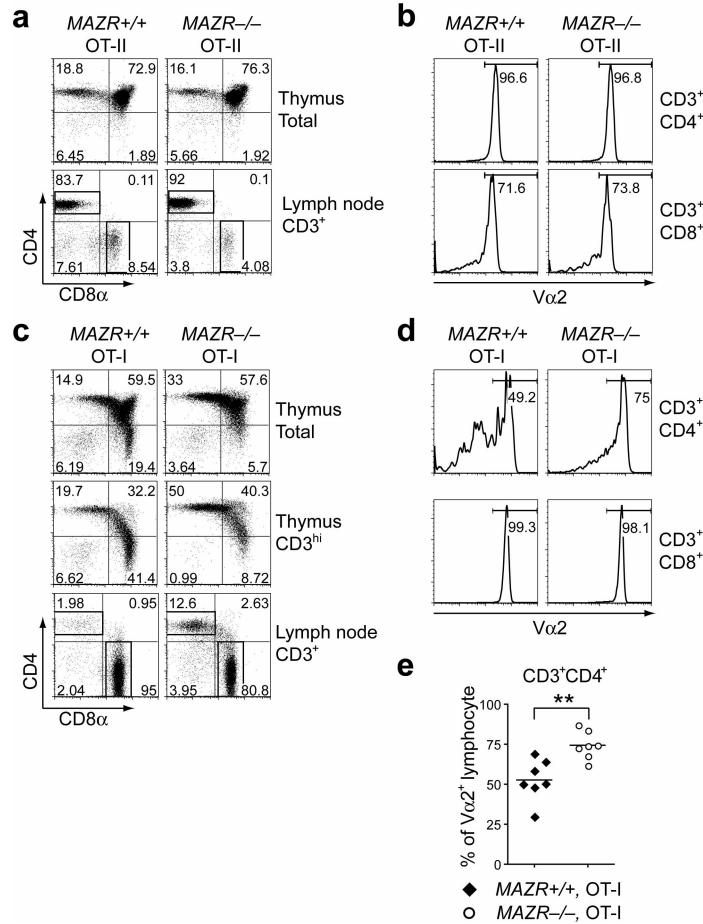 a
MAZR+/+ MAZR–/–
OT-II OT-II
18.8 72.9 16.1 76.3
Thymus
Total
6.45 1.89 5.66 1.92
83.7 0.11 92 0.1
Lymph node
CD3⁺
7.61 8.54 3.8 4.08
CD4
CD8α
b
MAZR+/+ MAZR–/–
OT-II OT-II
96.6 96.8
CD3⁺
CD4⁺
71.6 73.8
CD3⁺
CD8⁺
Vα2
c
MAZR+/+ MAZR–/–
OT-I OT-I
14.9 59.5 33 57.6
Thymus
Total
6.19 19.4 3.64 5.7
19.7 32.2 50 40.3
Thymus
CD3ʰⁱ
6.62 41.4 0.99 8.72
1.98 0.95 12.6 2.63
Lymph node
CD3⁺
2.04 95 3.95 80.8
CD4
CD8α
d
MAZR+/+ MAZR–/–
OT-I OT-I
49.2 75
CD3⁺
CD4⁺
99.3 98.1
CD3⁺
CD8⁺
Vα2
e
CD3⁺CD4⁺
**
100
75
50
25
0
% of Vα2⁺ lymphocyte
◆ MAZR+/+, OT-I
○ MAZR–/–, OT-I